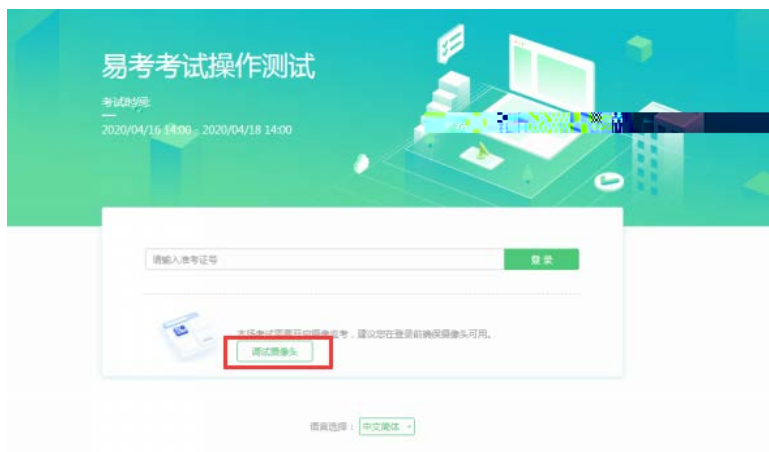 易考考试操作测试
考试时间:
2020/04/16 14:00 - 2020/04/18 14:00
请输入准考证号
登录
本场考试需要开启摄像监考，建议您在登录前确保摄像头可用。
调试摄像头
语言选择： 中文简体